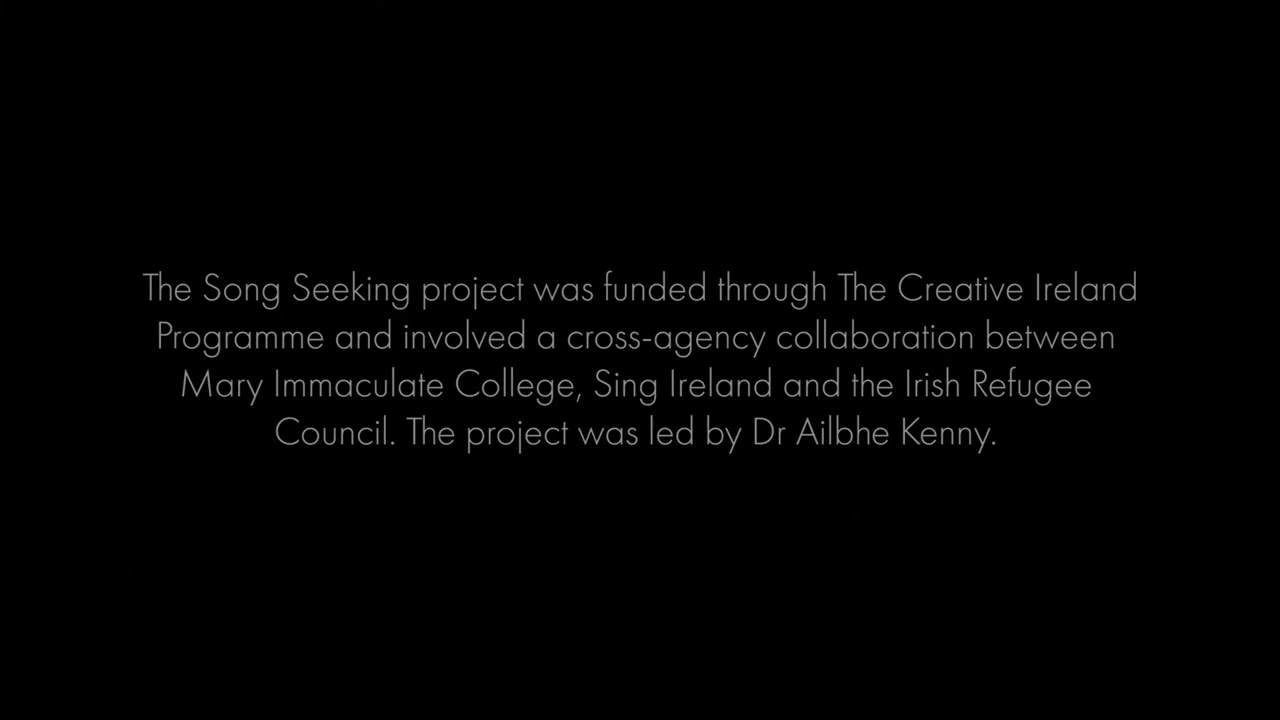 The Song Seeking project was funded through The Creative Ireland
Programme and involved a cross-agency collaboration between
Mary Immaculate College, Sing Ireland and the Irish Refugee
Council. The project was led by Dr Ailbhe Kenny.